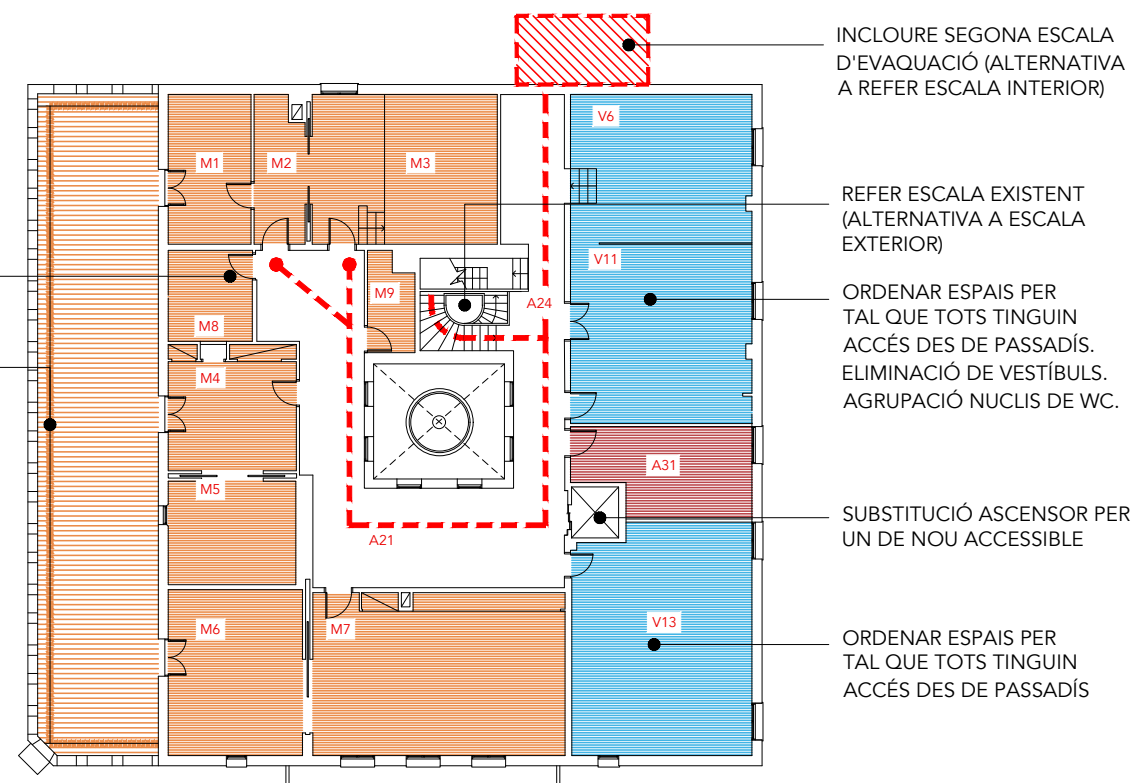 INCLOURE SEGONA ESCALA
D'EVAQUACIÓ (ALTERNATIVA
A REFER ESCALA INTERIOR)
REFER ESCALA EXISTENT
(ALTERNATIVA A ESCALA
EXTERIOR)
ORDENAR ESPAIS PER
TAL QUE TOTS TINGUIN
ACCÉS DES DE PASSADÍS.
ELIMINACIÓ DE VESTÍBULS.
AGRUPACIÓ NUCLIS DE WC.
SUBSTITUCIÓ ASCENSOR PER
UN DE NOU ACCESSIBLE
ORDENAR ESPAIS PER
TAL QUE TOTS TINGUIN
ACCÉS DES DE PASSADÍS
V6
M1
M2
M3
V11
M9
A24
M8
M4
A31
M5
A21
M6
M7
V13